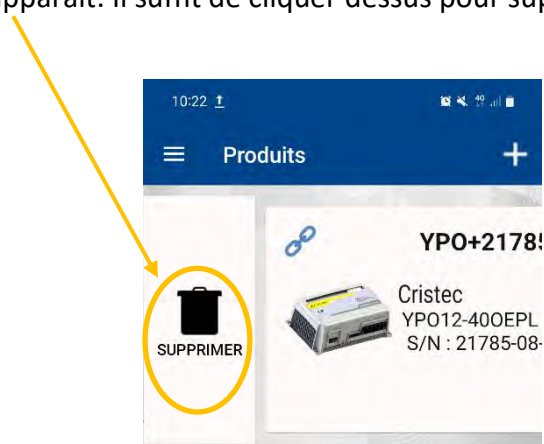 apparaît. Il suffit de cliquer dessus pour sup
10:22
Produits
YPO+21785
Cristec
YPO12-40OEPL
S/N : 21785-08-
SUPPRIMER